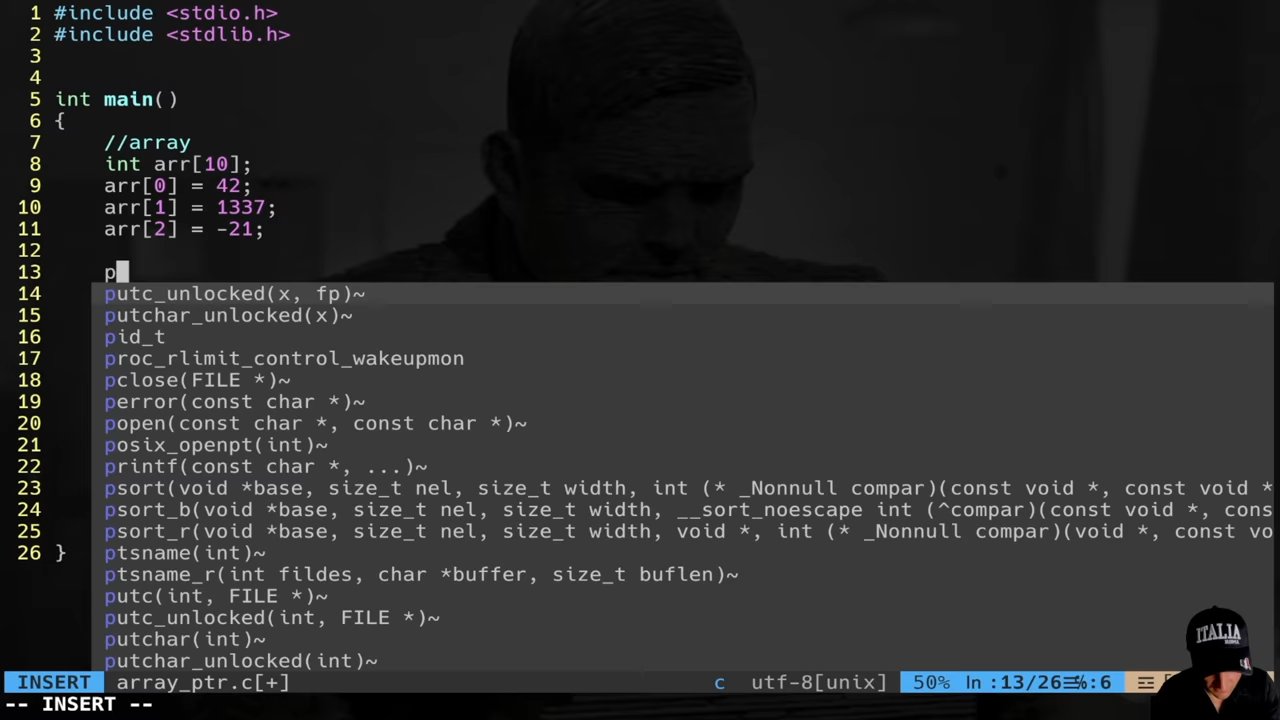 1 #include <stdio.h>
2 #include <stdlib.h>
3
4
5 int main()
6 {
7 //array
8 int arr[10];
9 arr[0] = 42;
10 arr[1] = 1337;
11 arr[2] = -21;
12
13 p
14 putc_unlocked(x, fp)~
15 putchar_unlocked(x)~
16 pid_t
17 proc_rlimit_control_wakeupmon
18 pclose(FILE *)~
19 perror(const char *)~
20 popen(const char *, const char *)~
21 posix_openpt(int)~
22 printf(const char *, ...)~
23 psort(void *base, size_t nel, size_t width, int (* _Nonnull compar)(const void *, const void *
24 psort_b(void *base, size_t nel, size_t width, __sort_noescape int (^compar)(const void *, cons
25 psort_r(void *base, size_t nel, size_t width, void *, int (* _Nonnull compar)(void *, const vo
26 } ptsname(int)~
ptsname_r(int fildes, char *buffer, size_t buflen)~
putc(int, FILE *)~
putc_unlocked(int, FILE *)~
putchar(int)~
putchar_unlocked(int)~
ITALIA
INSERT array_ptr.c[+] c utf-8[unix] 50% ln :13/26☰℅:6 ☲
-- INSERT --